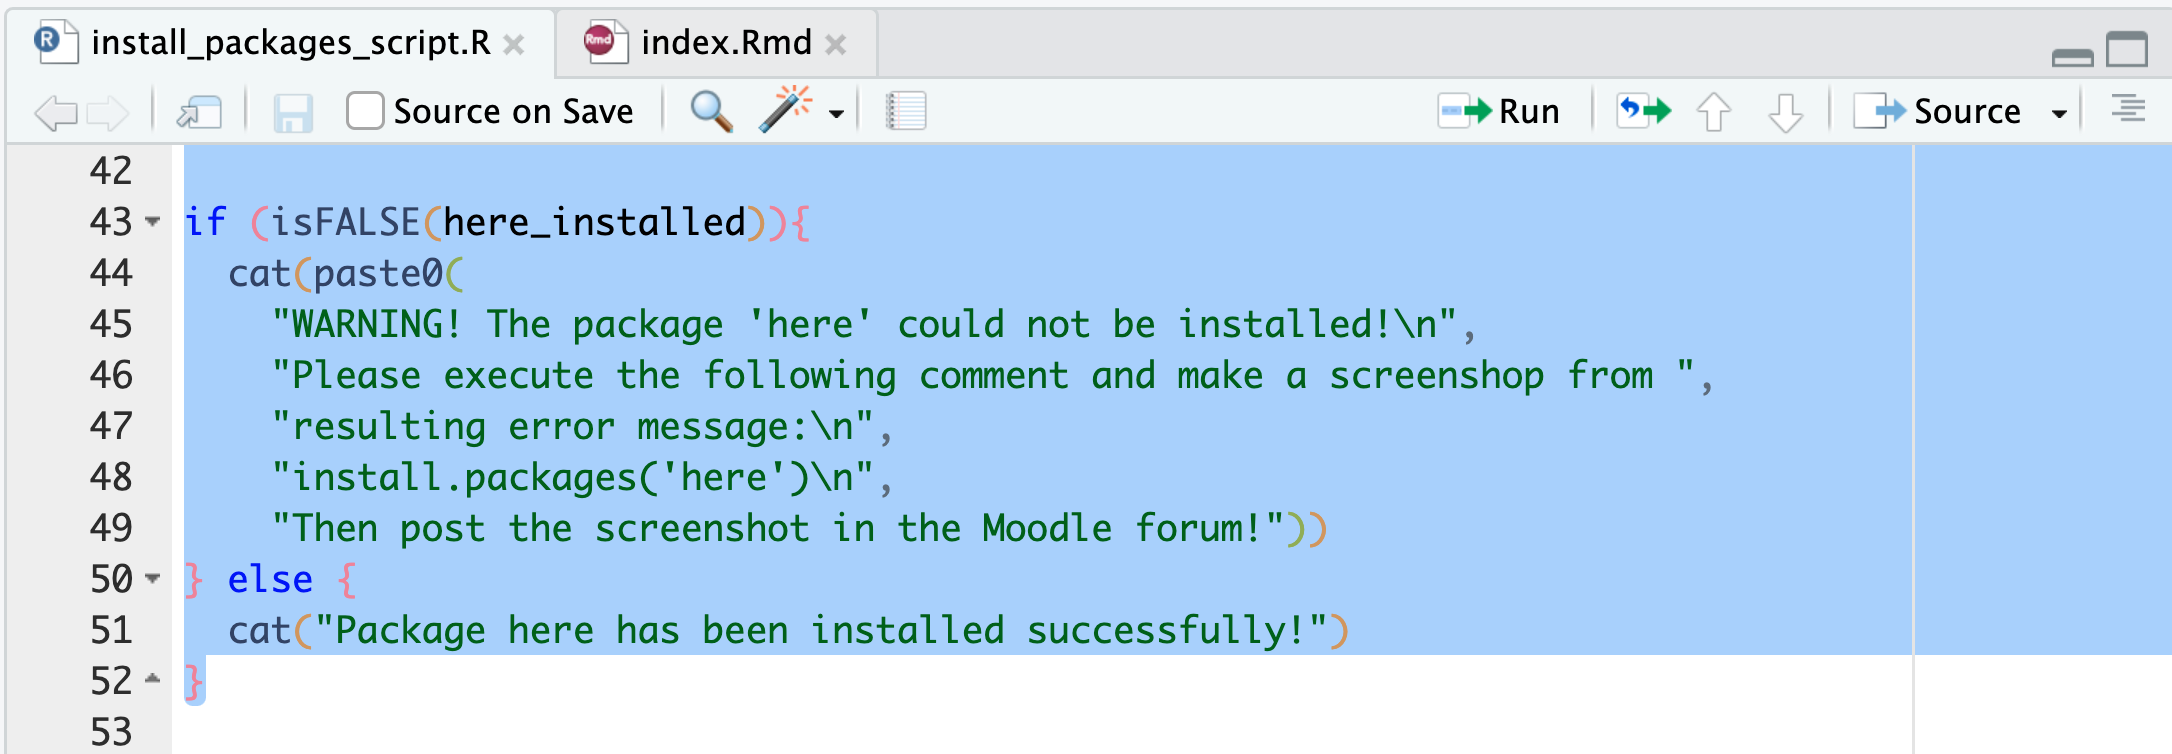 install_packages_script.R index.Rmd
Source on Save Run Source
42
43 if (isFALSE(here_installed)){
44   cat(paste0(
45     "WARNING! The package 'here' could not be installed!\n",
46     "Please execute the following comment and make a screenshop from ",
47     "resulting error message:\n",
48     "install.packages('here')\n",
49     "Then post the screenshot in the Moodle forum!"))
50 } else {
51   cat("Package here has been installed successfully!")
52 }
53